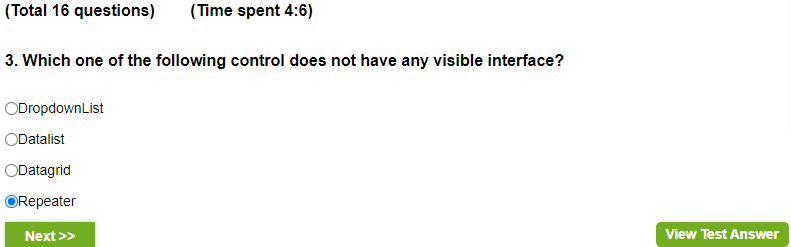 (Total 16 questions) (Time spent 4:6)
3. Which one of the following control does not have any visible interface?
DropdownList
Datalist
Datagrid
Repeater
Next >> View Test Answer